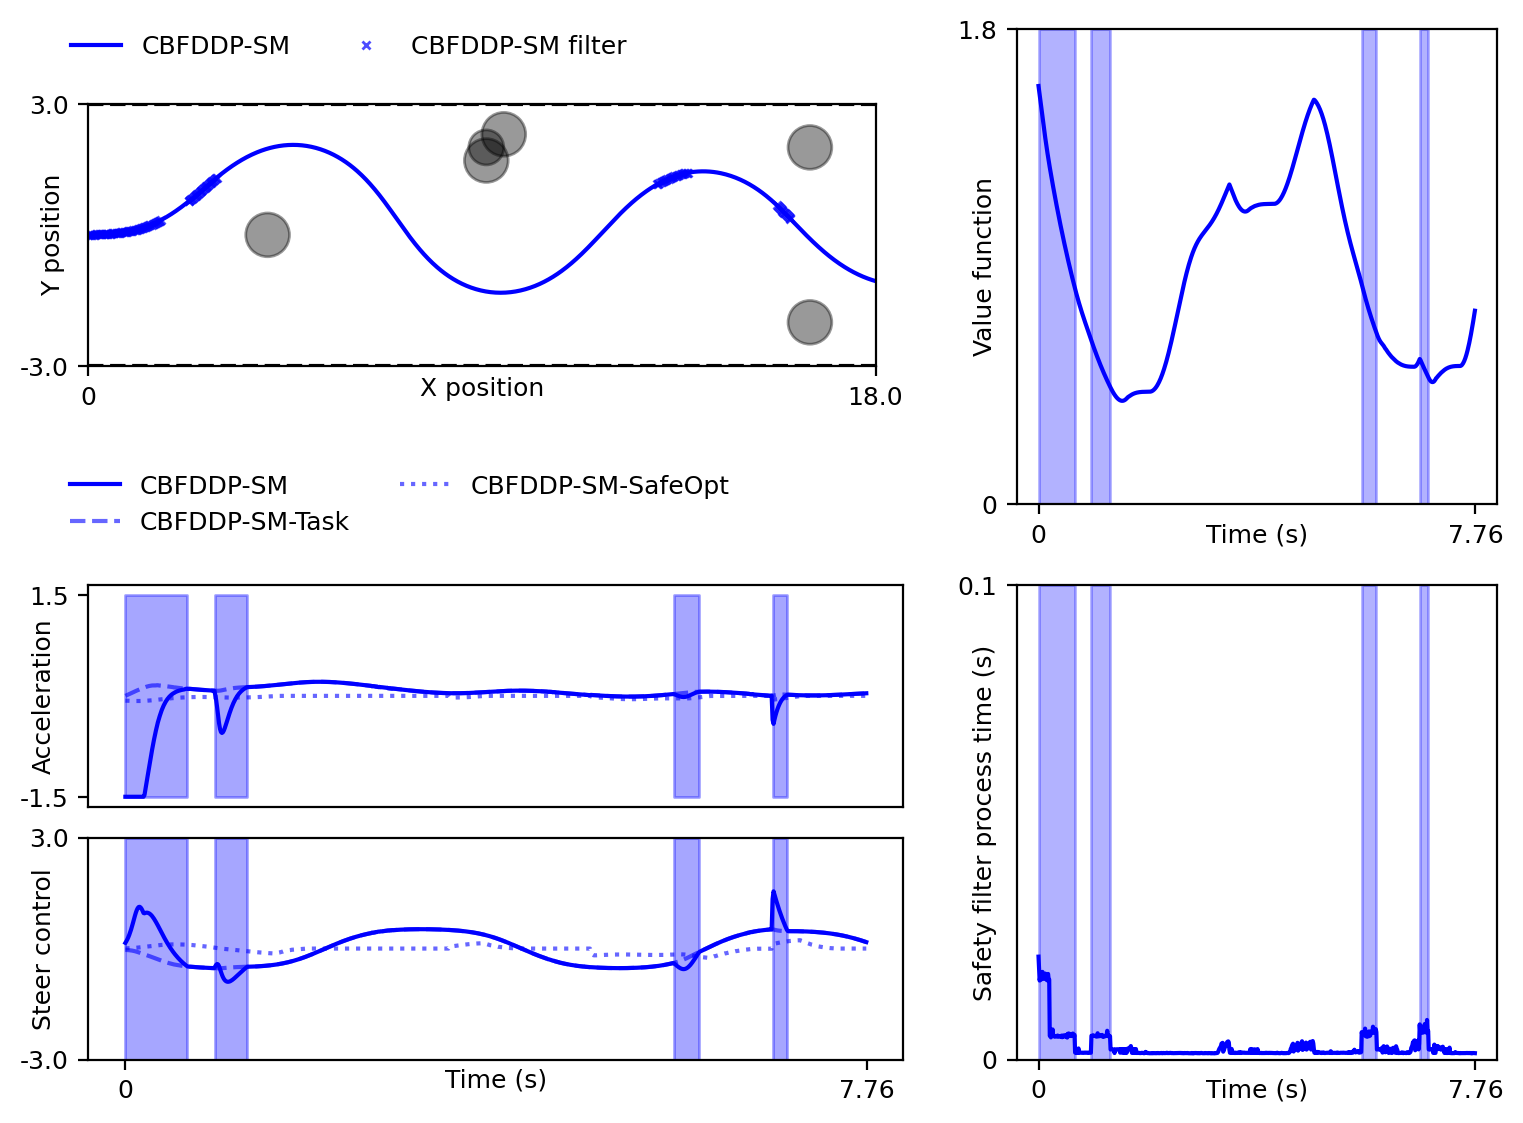 CBFDDP-SM
CBFDDP-SM filter
3.0
Y position
-3.0
0
X position
18.0
1.8
Value function
0
0
Time (s)
7.76
CBFDDP-SM
CBFDDP-SM-SafeOpt
CBFDDP-SM-Task
1.5
Acceleration
-1.5
3.0
Steer control
-3.0
0
Time (s)
7.76
0.1
Safety filter process time (s)
0
0
Time (s)
7.76